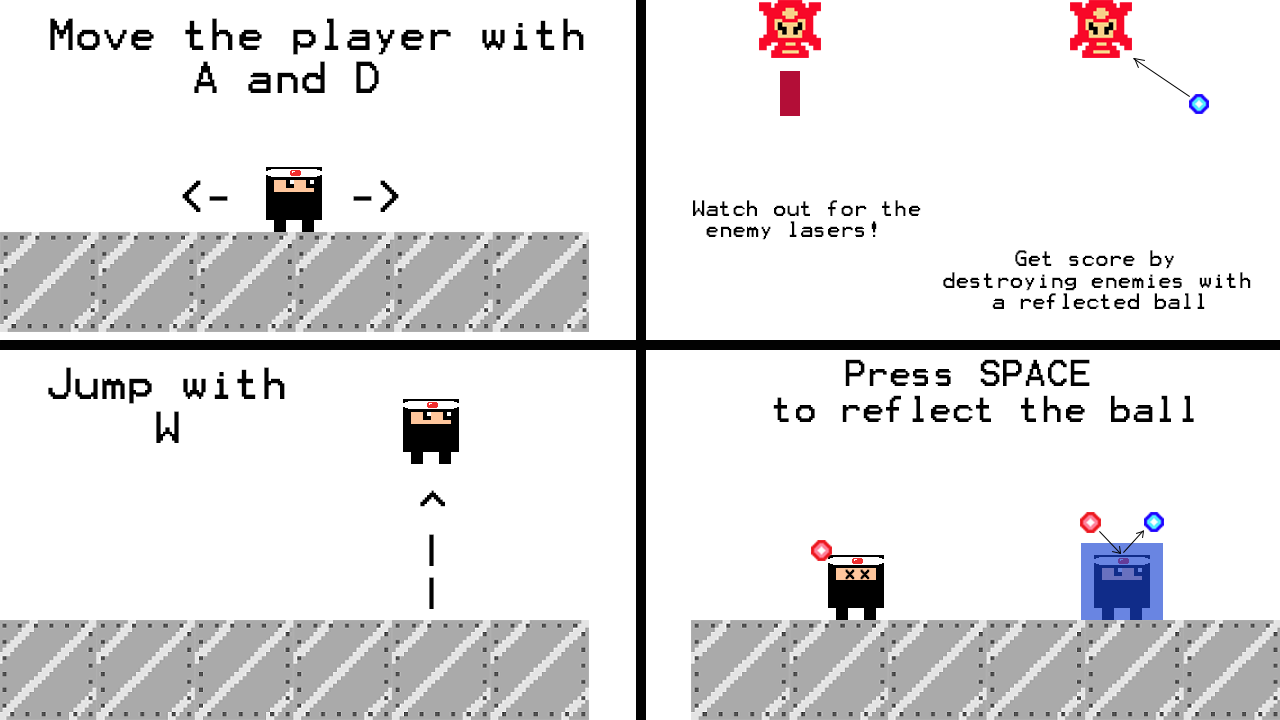 Move the player with
A and D
<- ->
Watch out for the
enemy lasers!
Get score by
destroying enemies with
a reflected ball
Jump with
W
Press SPACE
to reflect the ball